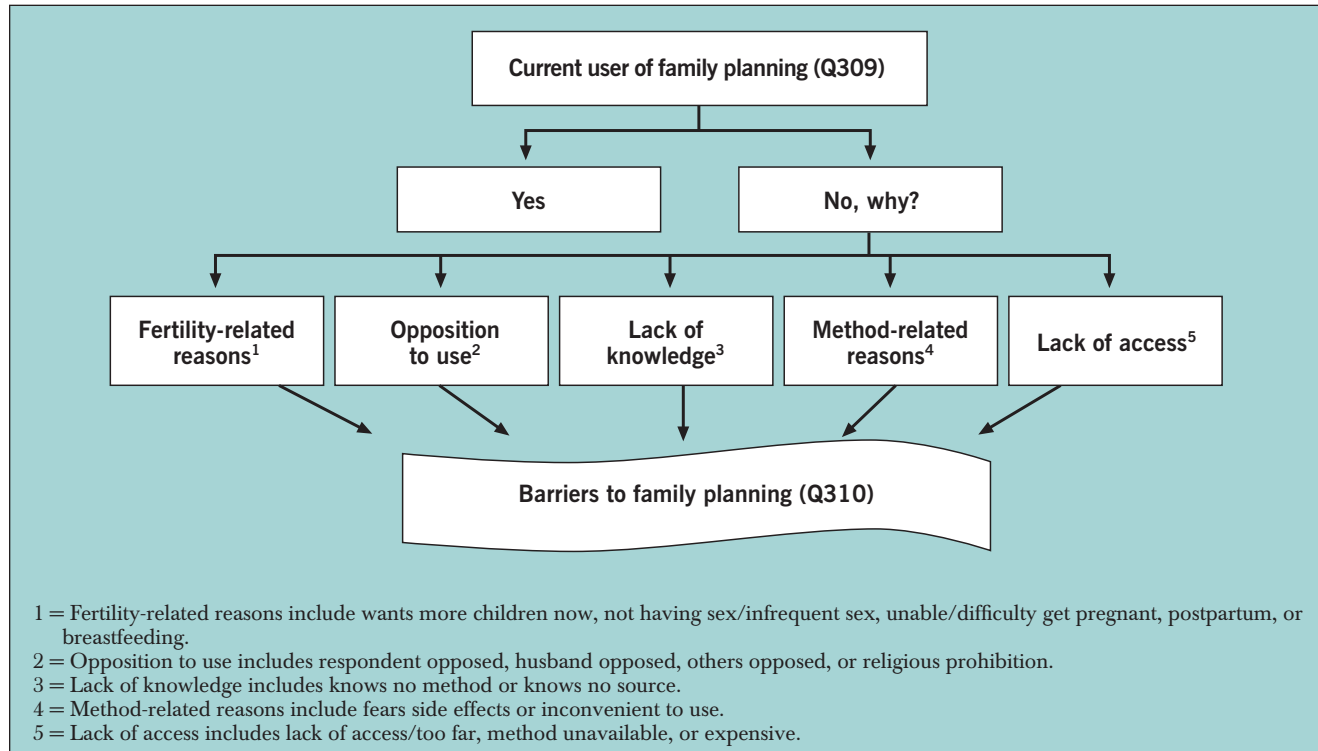 Current user of family planning (Q309)
Yes
No, why?
Fertility-related
reasons¹
Opposition
to use²
Lack of
knowledge³
Method-related
reasons⁴
Lack of access⁵
Barriers to family planning (Q310)
1 = Fertility-related reasons include wants more children now, not having sex/infrequent sex, unable/difficulty get pregnant, postpartum, or
breastfeeding.
2 = Opposition to use includes respondent opposed, husband opposed, others opposed, or religious prohibition.
3 = Lack of knowledge includes knows no method or knows no source.
4 = Method-related reasons include fears side effects or inconvenient to use.
5 = Lack of access includes lack of access/too far, method unavailable, or expensive.